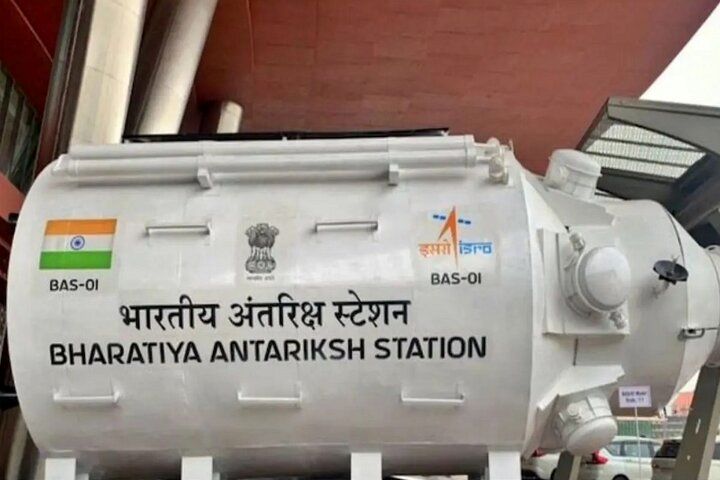 BAS-01
इसरो isro
BAS-01
भारतीय अंतरिक्ष स्टेशन
BHARATIYA ANTARIKSH STATION